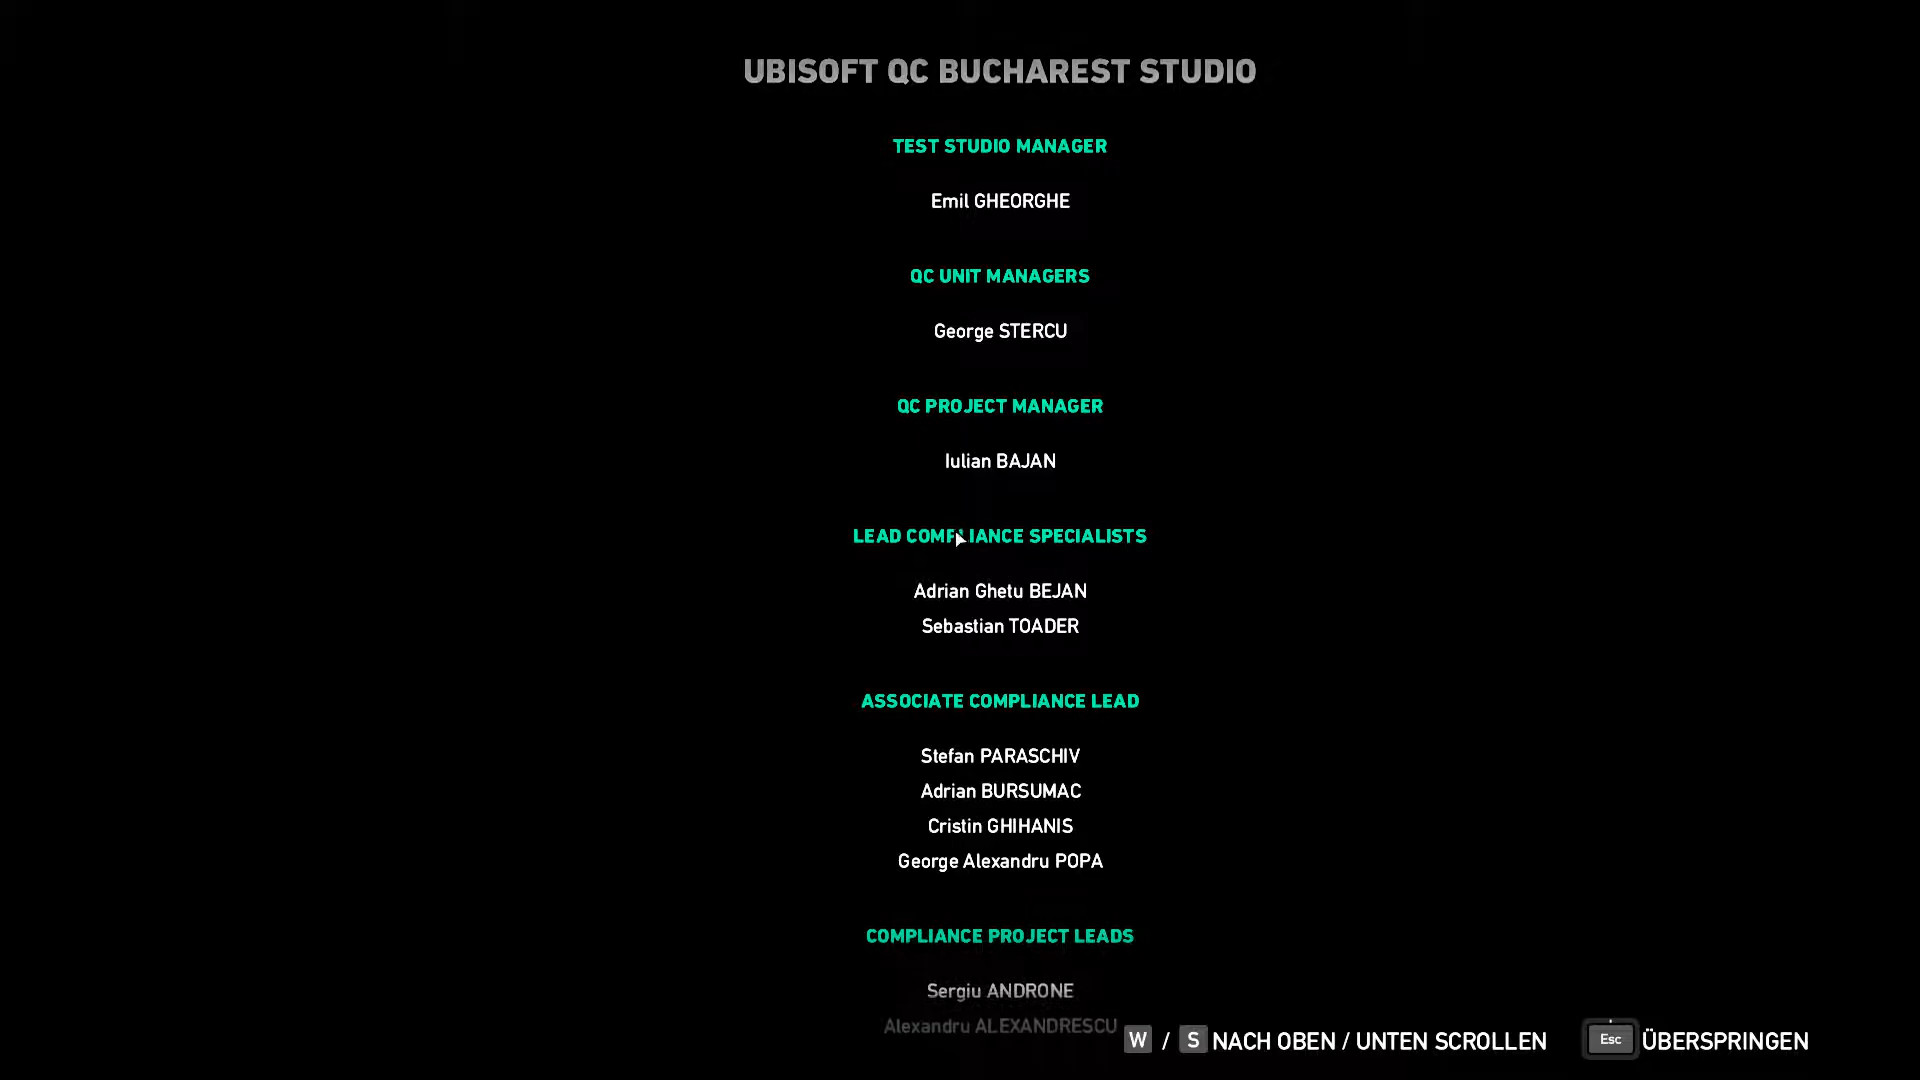 UBISOFT QC BUCHAREST STUDIO
TEST STUDIO MANAGER
Emil GHEORGHE
QC UNIT MANAGERS
George STERCU
QC PROJECT MANAGER
Iulian BAJAN
LEAD COMPLIANCE SPECIALISTS
Adrian Ghetu BEJAN
Sebastian TOADER
ASSOCIATE COMPLIANCE LEAD
Stefan PARASCHIV
Adrian BURSUMAC
Cristin GHIHANIS
George Alexandru POPA
COMPLIANCE PROJECT LEADS
Sergiu ANDRONE
Alexandru ALEXANDRESCU
W / S NACH OBEN / UNTEN SCROLLEN Esc ÜBERSPRINGEN